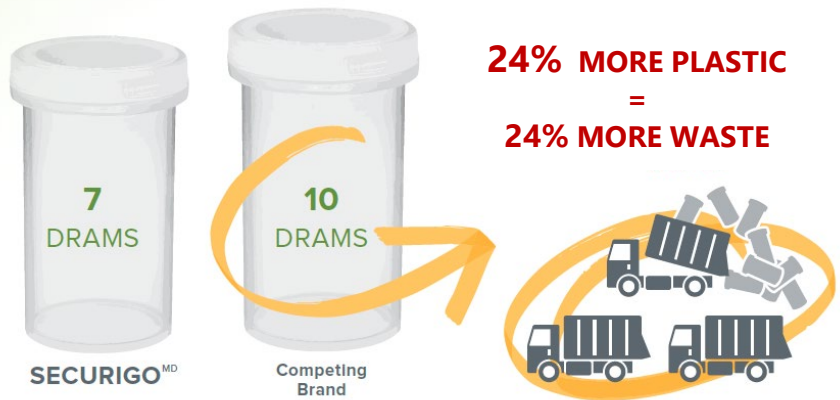 7
DRAMS
SECURIGO MD
10
DRAMS
Competing
Brand
24% MORE PLASTIC
=
24% MORE WASTE